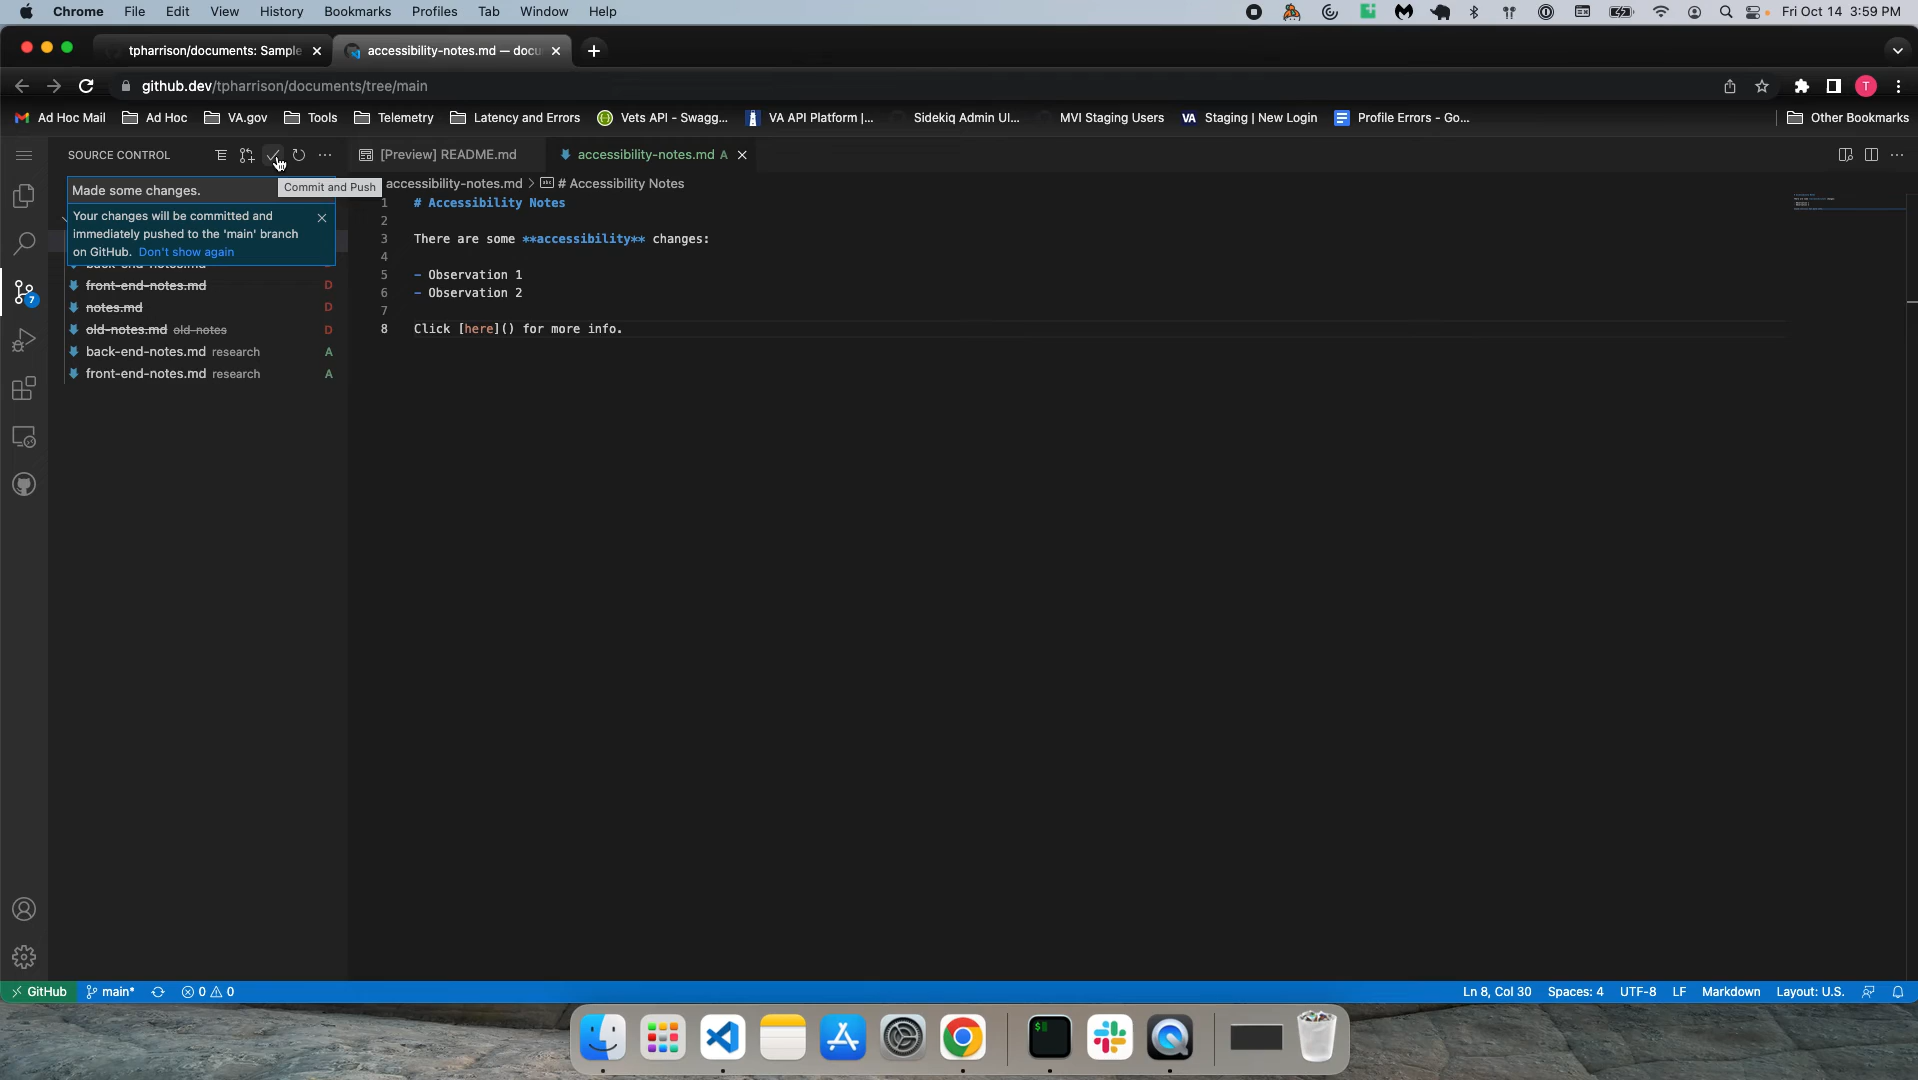 Chrome File Edit View History Bookmarks Profiles Tab Window Help Fri Oct 14 3:59 PM
tpharrison/documents: Sample accessibility-notes.md — docu
github.dev/tpharrison/documents/tree/main T
Ad Hoc Mail Ad Hoc VA.gov Tools Telemetry Latency and Errors Vets API - Swagg... VA API Platform |... Sidekiq Admin UI... MVI Staging Users VA Staging | New Login Profile Errors - Go... Other Bookmarks
SOURCE CONTROL [Preview] README.md accessibility-notes.md A
Made some changes. Commit and Push accessibility-notes.md > # Accessibility Notes
Your changes will be committed and
immediately pushed to the 'main' branch
on GitHub. Don't show again
back-end-notes.md
front-end-notes.md D
notes.md D
old-notes.md old-notes D
back-end-notes.md research A
front-end-notes.md research A
7
1 # Accessibility Notes
2
3 There are some **accessibility** changes:
4
5 - Observation 1
6 - Observation 2
7
8 Click [here]() for more info.
GitHub main* 0 0 Ln 8, Col 30 Spaces: 4 UTF-8 LF Markdown Layout: U.S.
$